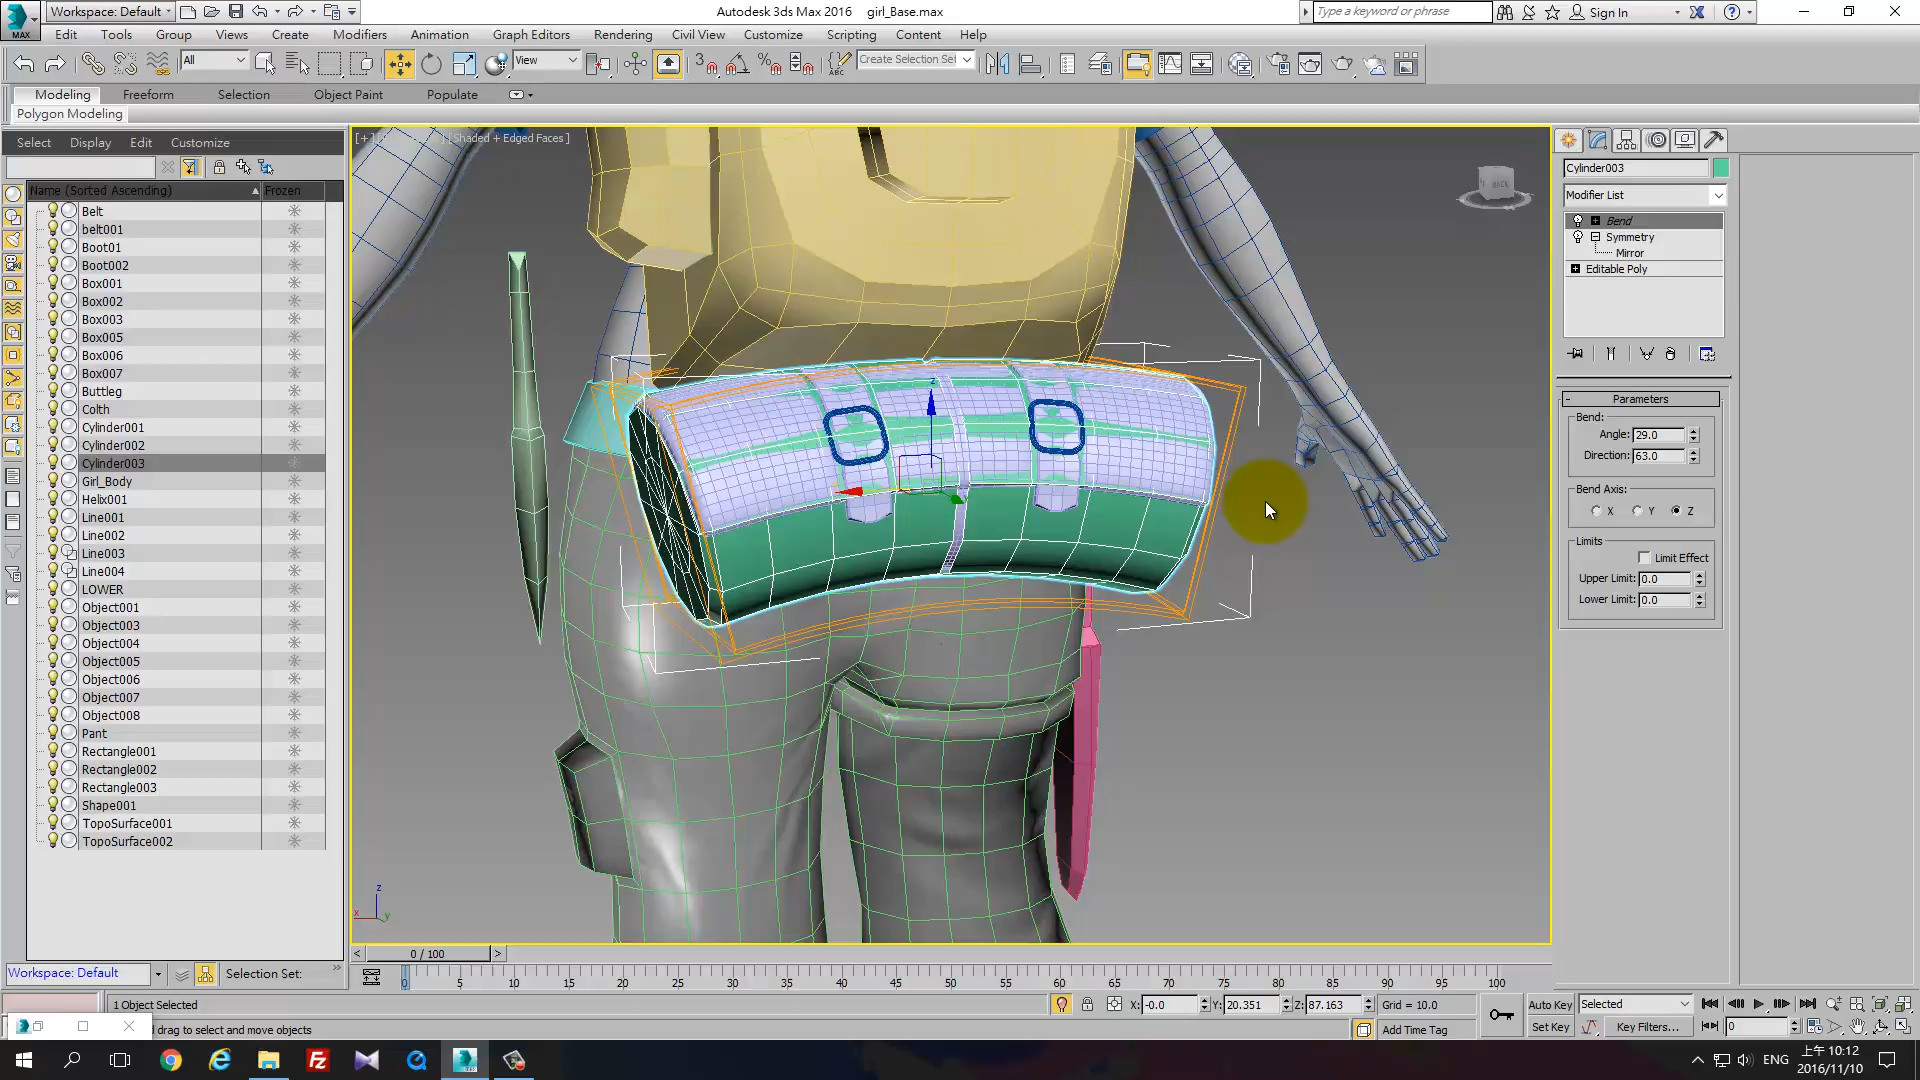 Workspace: Default
Autodesk 3ds Max 2016 girl_Base.max
Type a keyword or phrase
Sign In
MAX
Edit Tools Group Views Create Modifiers Animation Graph Editors Rendering Civil View Customize Scripting Content Help
All
View
3
Create Selection Set
Modeling Freeform Selection Object Paint Populate
Polygon Modeling
Select Display Edit Customize
Name (Sorted Ascending) Frozen
Belt
belt001
Boot01
Boot002
Box001
Box002
Box003
Box005
Box006
Box007
Buttleg
Colth
Cylinder001
Cylinder002
Cylinder003
Girl_Body
Helix001
Line001
Line002
Line003
Line004
LOWER
Object001
Object003
Object004
Object005
Object006
Object007
Object008
Pant
Rectangle001
Rectangle002
Rectangle003
Shape001
TopoSurface001
TopoSurface002
[Shaded + Edged Faces ]
BACK
z
x
y
Cylinder003
Modifier List
Bend
Symmetry
Mirror
Editable Poly
Parameters
Bend:
Angle: 29.0
Direction: 63.0
Bend Axis:
X Y Z
Limits
Limit Effect
Upper Limit: 0.0
Lower Limit: 0.0
0 / 100
Workspace: Default
Selection Set:
0 5 10 15 20 25 30 35 40 45 50 55 60 65 70 75 80 85 90 95 100
1 Object Selected
X: -0.0 Y: 20.351 Z: 87.163 Grid = 10.0
Auto Key Selected
drag to select and move objects
Add Time Tag
Set Key Key Filters... 0
ENG
上午 10:12
2016/11/10